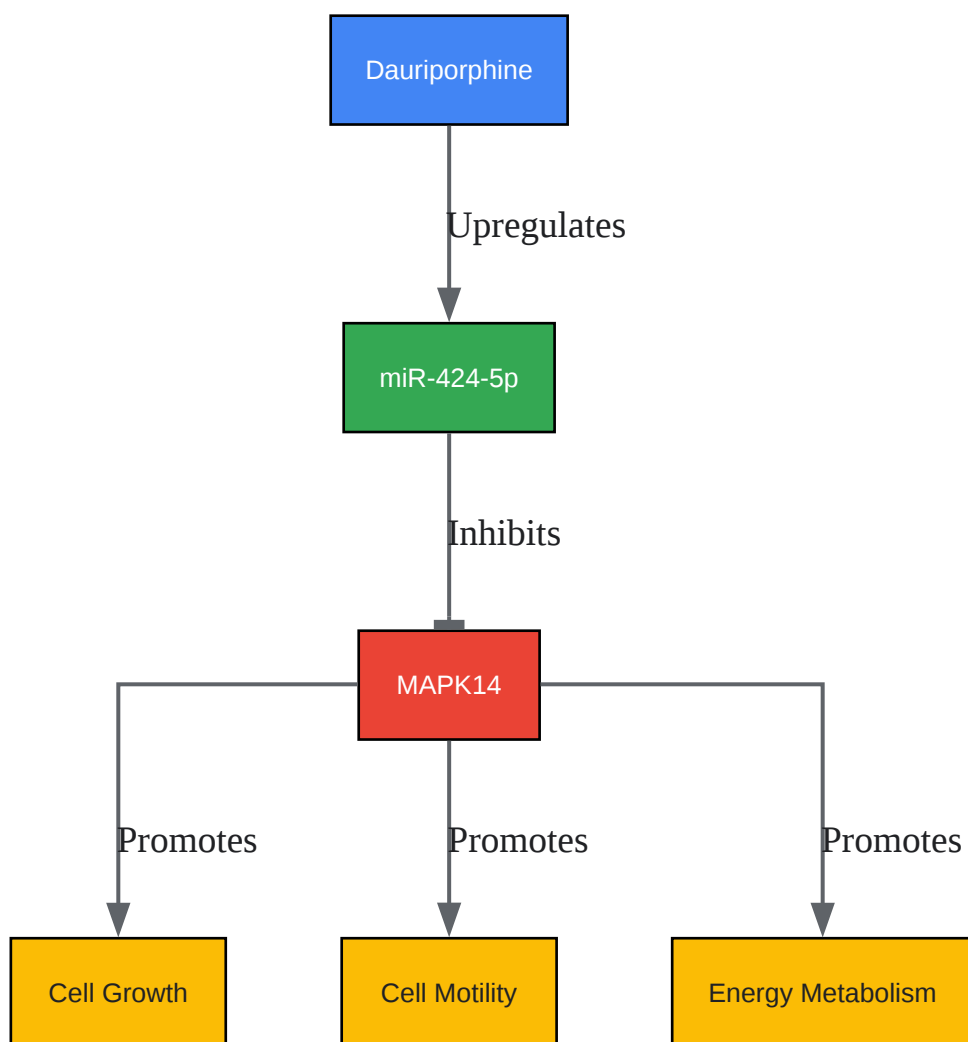 Dauriporphine
Upregulates
miR-424-5p
Inhibits
MAPK14
Promotes
Promotes
Promotes
Cell Growth
Cell Motility
Energy Metabolism